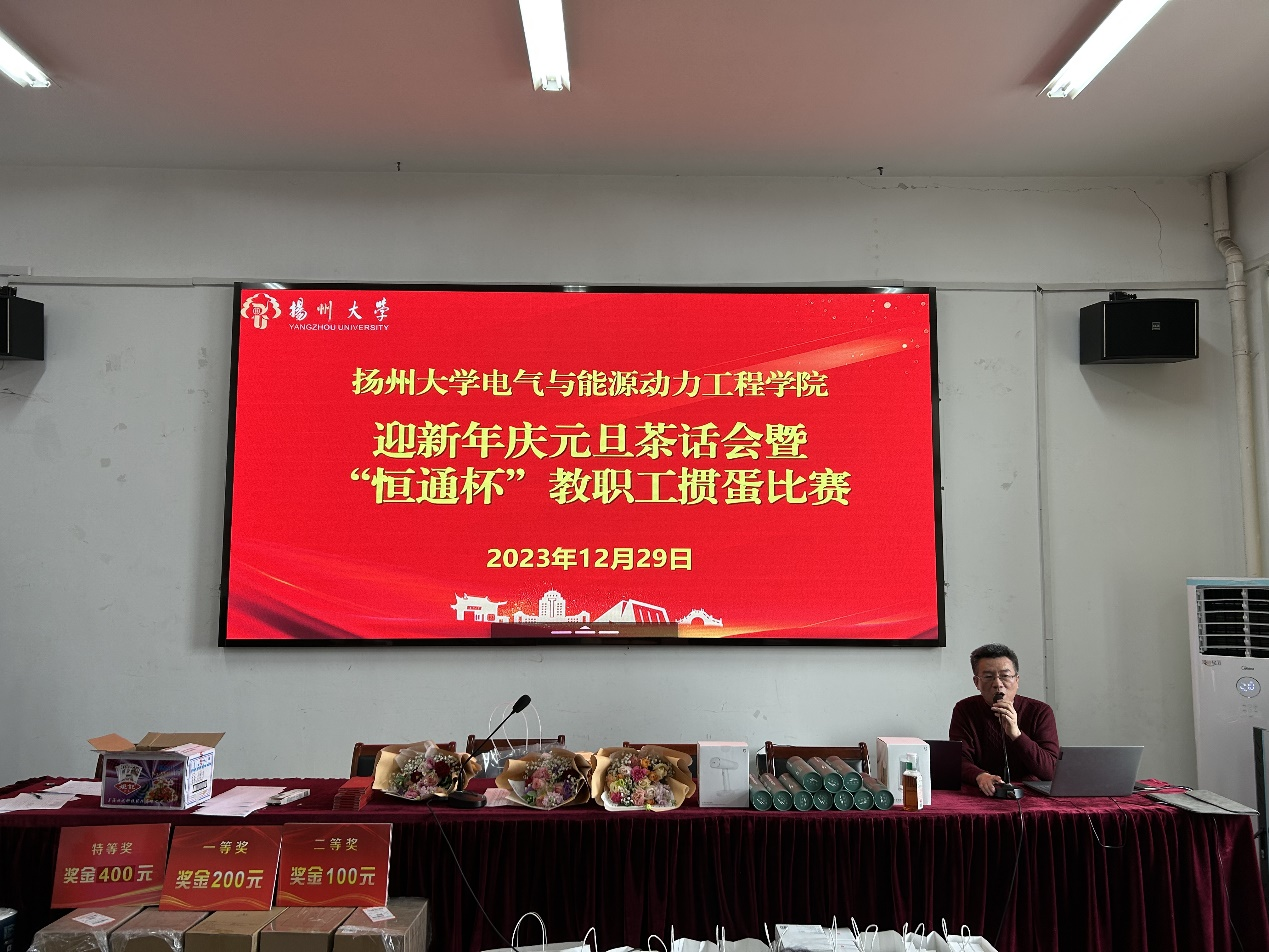 揚州大学
YANGZHOU UNIVERSITY
扬州大学电气与能源动力工程学院
迎新年庆元旦茶话会暨
“恒通杯”教职工掼蛋比赛
2023年12月29日
特等奖
奖金400元
一等奖
奖金200元
二等奖
奖金100元
Midea